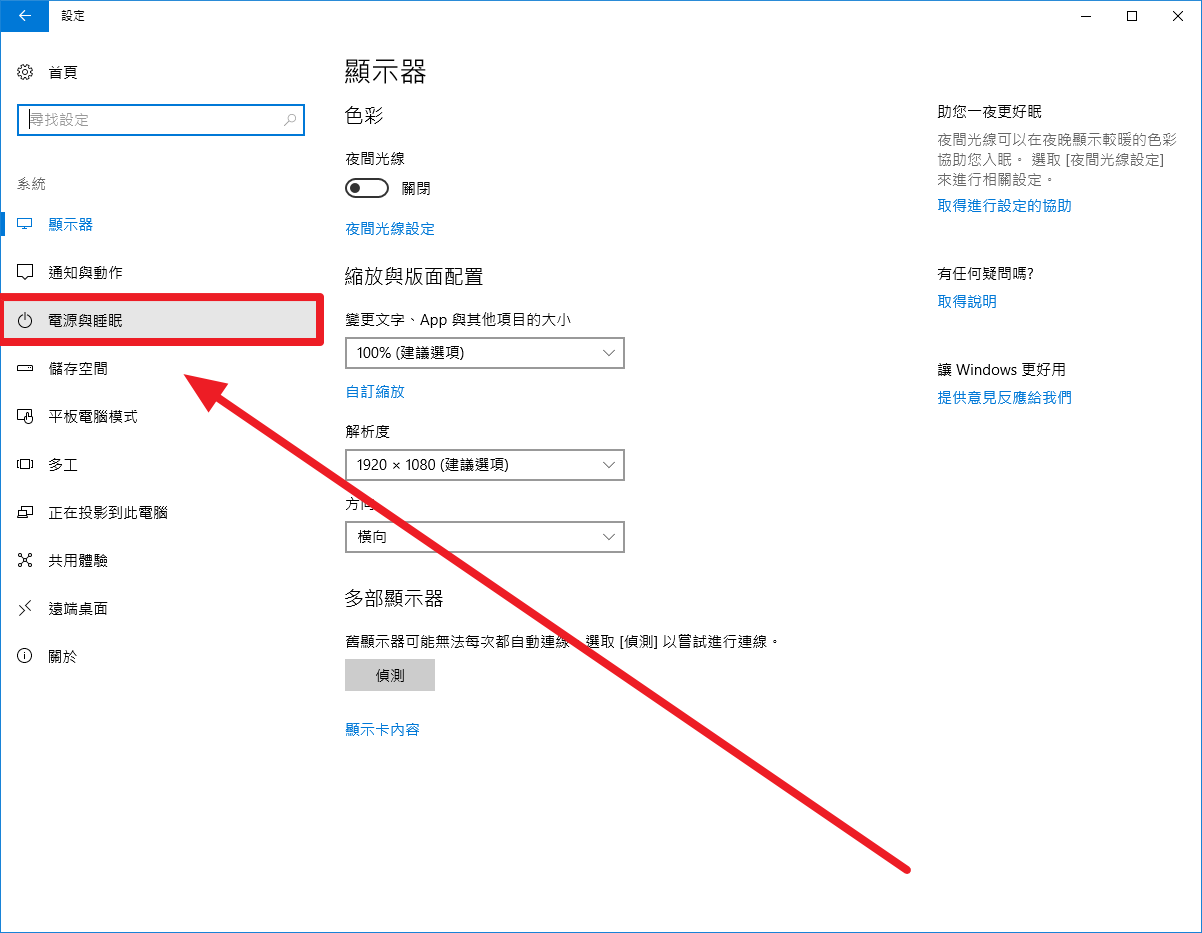 設定
首頁
尋找設定
系統
顯示器
通知與動作
電源與睡眠
儲存空間
平板電腦模式
多工
正在投影到此電腦
共用體驗
遠端桌面
關於
顯示器
色彩
夜間光線
關閉
夜間光線設定
縮放與版面配置
變更文字、App 與其他項目的大小
100% (建議選項)
自訂縮放
解析度
1920 × 1080 (建議選項)
方向
橫向
多部顯示器
舊顯示器可能無法每次都自動連線。選取 [偵測] 以嘗試進行連線。
偵測
顯示卡內容
助您一夜更好眠
夜間光線可以在夜晚顯示較暖的色彩
協助您入眠。 選取 [夜間光線設定]
來進行相關設定。
取得進行設定的協助
有任何疑問嗎?
取得說明
讓 Windows 更好用
提供意見反應給我們